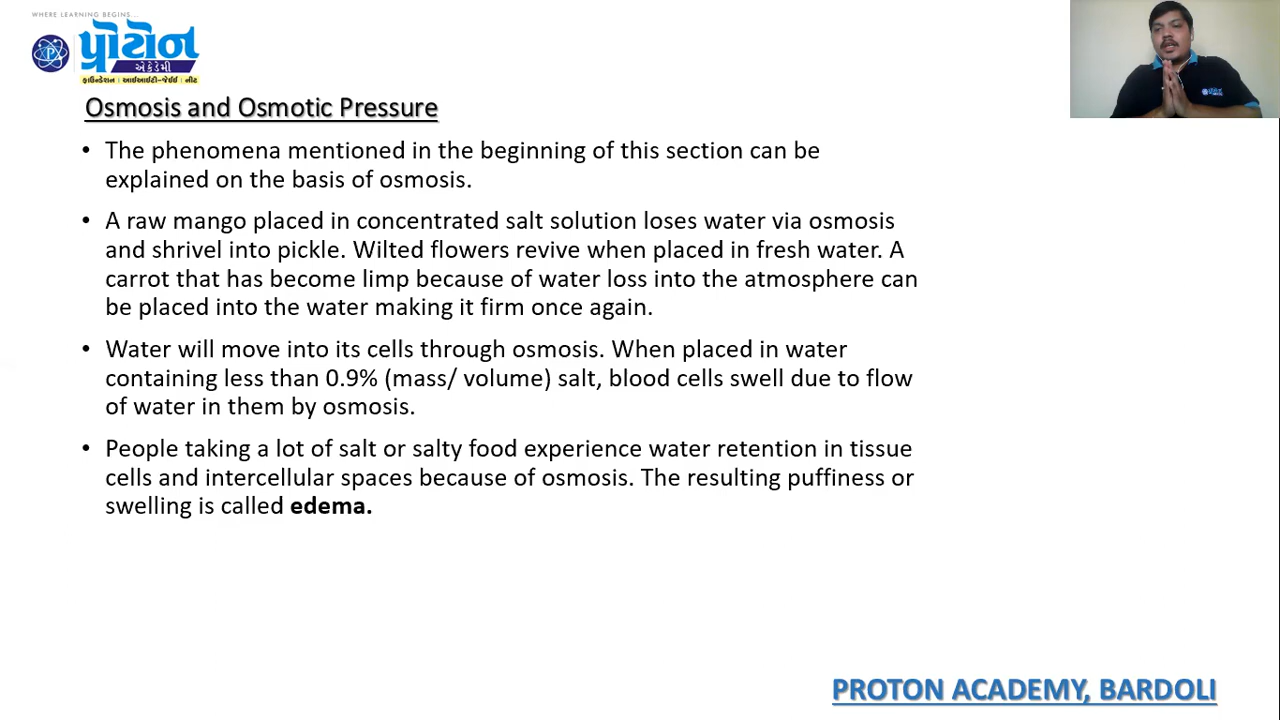 WHERE LEARNING BEGINS...
પ્રોટોન
એકેડેમી
ફાઉન્ડેશન | આઈઆઈટી-જેઈઈ | નીટ
Osmosis and Osmotic Pressure
• The phenomena mentioned in the beginning of this section can be
explained on the basis of osmosis.
• A raw mango placed in concentrated salt solution loses water via osmosis
and shrivel into pickle. Wilted flowers revive when placed in fresh water. A
carrot that has become limp because of water loss into the atmosphere can
be placed into the water making it firm once again.
• Water will move into its cells through osmosis. When placed in water
containing less than 0.9% (mass/ volume) salt, blood cells swell due to flow
of water in them by osmosis.
• People taking a lot of salt or salty food experience water retention in tissue
cells and intercellular spaces because of osmosis. The resulting puffiness or
swelling is called edema.
PROTON ACADEMY, BARDOLI